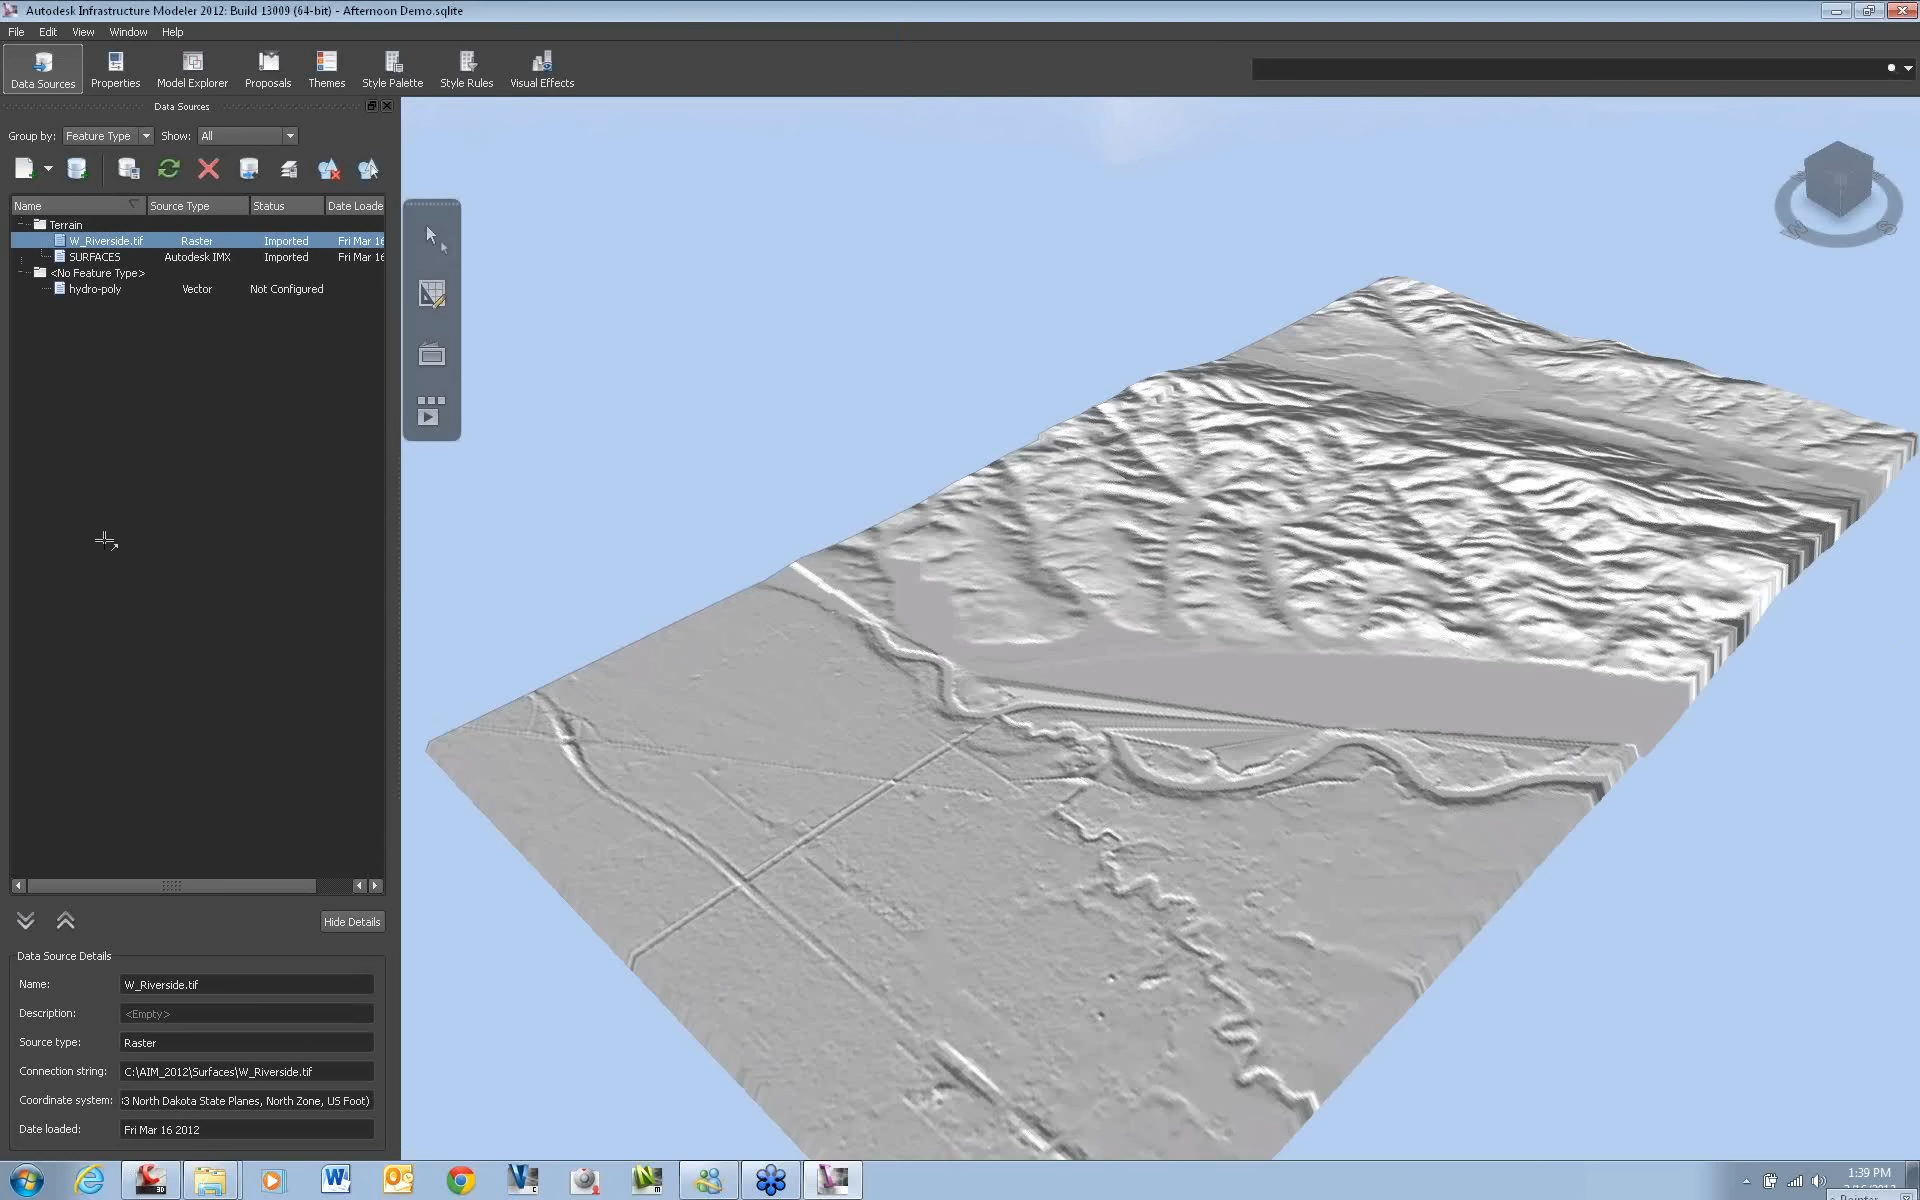 Autodesk Infrastructure Modeler 2012: Build 13009 (64-bit) - Afternoon Demo.sqlite
File Edit View Window Help
Data Sources Properties Model Explorer Proposals Themes Style Palette Style Rules Visual Effects
Data Sources
Group by: Feature Type Show: All
Name Source Type Status Date Loade
Terrain
W_Riverside.tif Raster Imported Fri Mar 16
SURFACES Autodesk IMX Imported Fri Mar 16
<No Feature Type>
hydro-poly Vector Not Configured
Hide Details
Data Source Details
Name: W_Riverside.tif
Description: <Empty>
Source type: Raster
Connection string: C:\AIM_2012\Surfaces\W_Riverside.tif
Coordinate system: 3 North Dakota State Planes, North Zone, US Foot)
Date loaded: Fri Mar 16 2012
W S
3D
1:39 PM